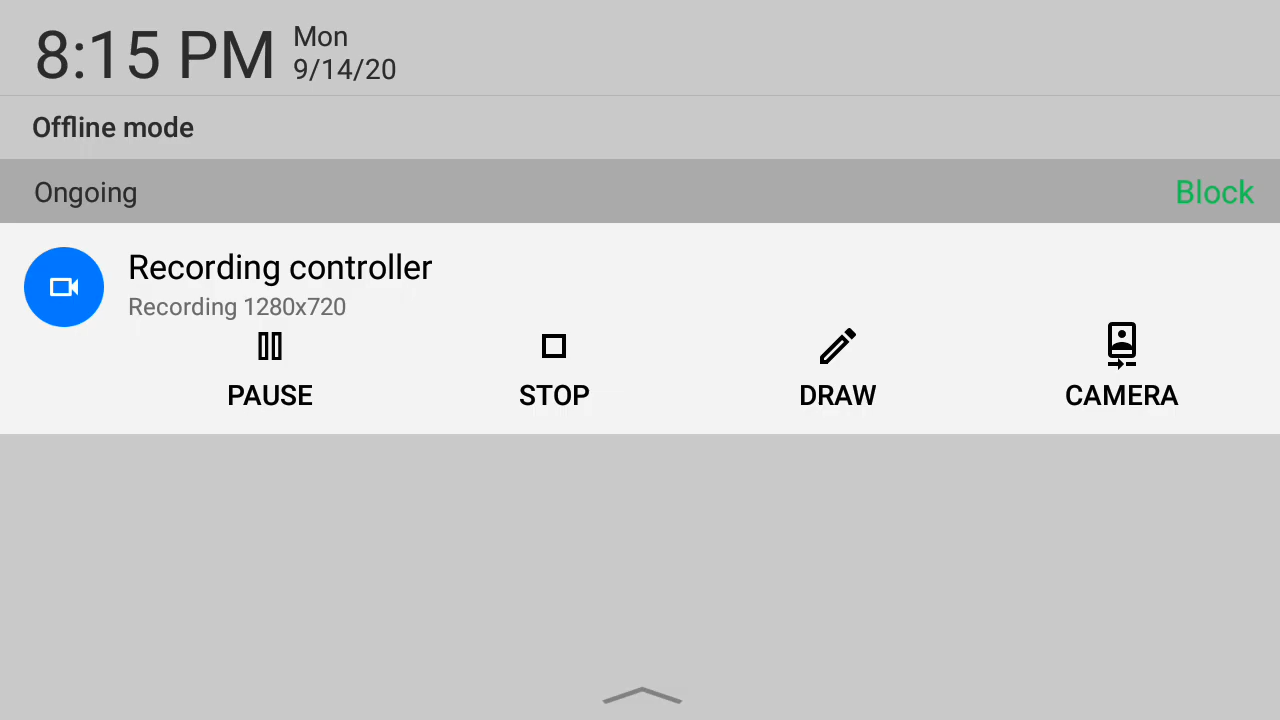 8:15 PM
Mon
9/14/20
Offline mode
Ongoing
Block
Recording controller
Recording 1280x720
PAUSE
STOP
DRAW
CAMERA